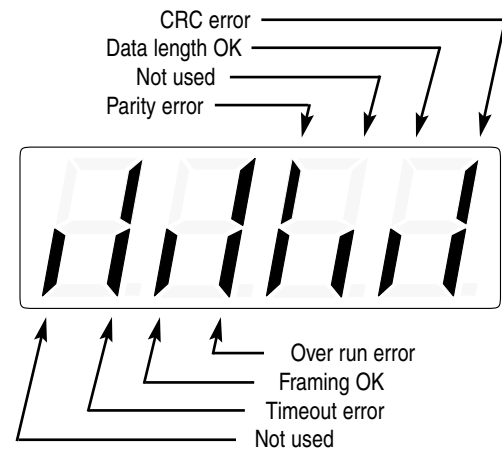 CRC error
Data length OK
Not used
Parity error
Over run error
Framing OK
Timeout error
Not used